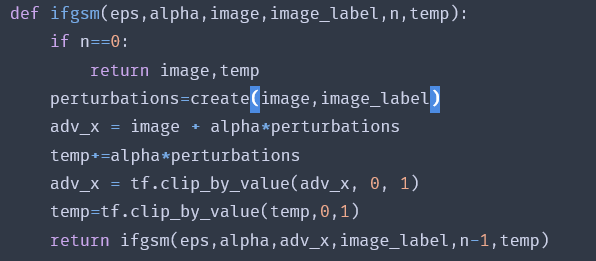 def ifgsm(eps,alpha,image,image_label,n,temp):
    if n==0:
        return image,temp
    perturbations=create(image,image_label)
    adv_x = image + alpha*perturbations
    temp+=alpha*perturbations
    adv_x = tf.clip_by_value(adv_x, 0, 1)
    temp=tf.clip_by_value(temp,0,1)
    return ifgsm(eps,alpha,adv_x,image_label,n-1,temp)